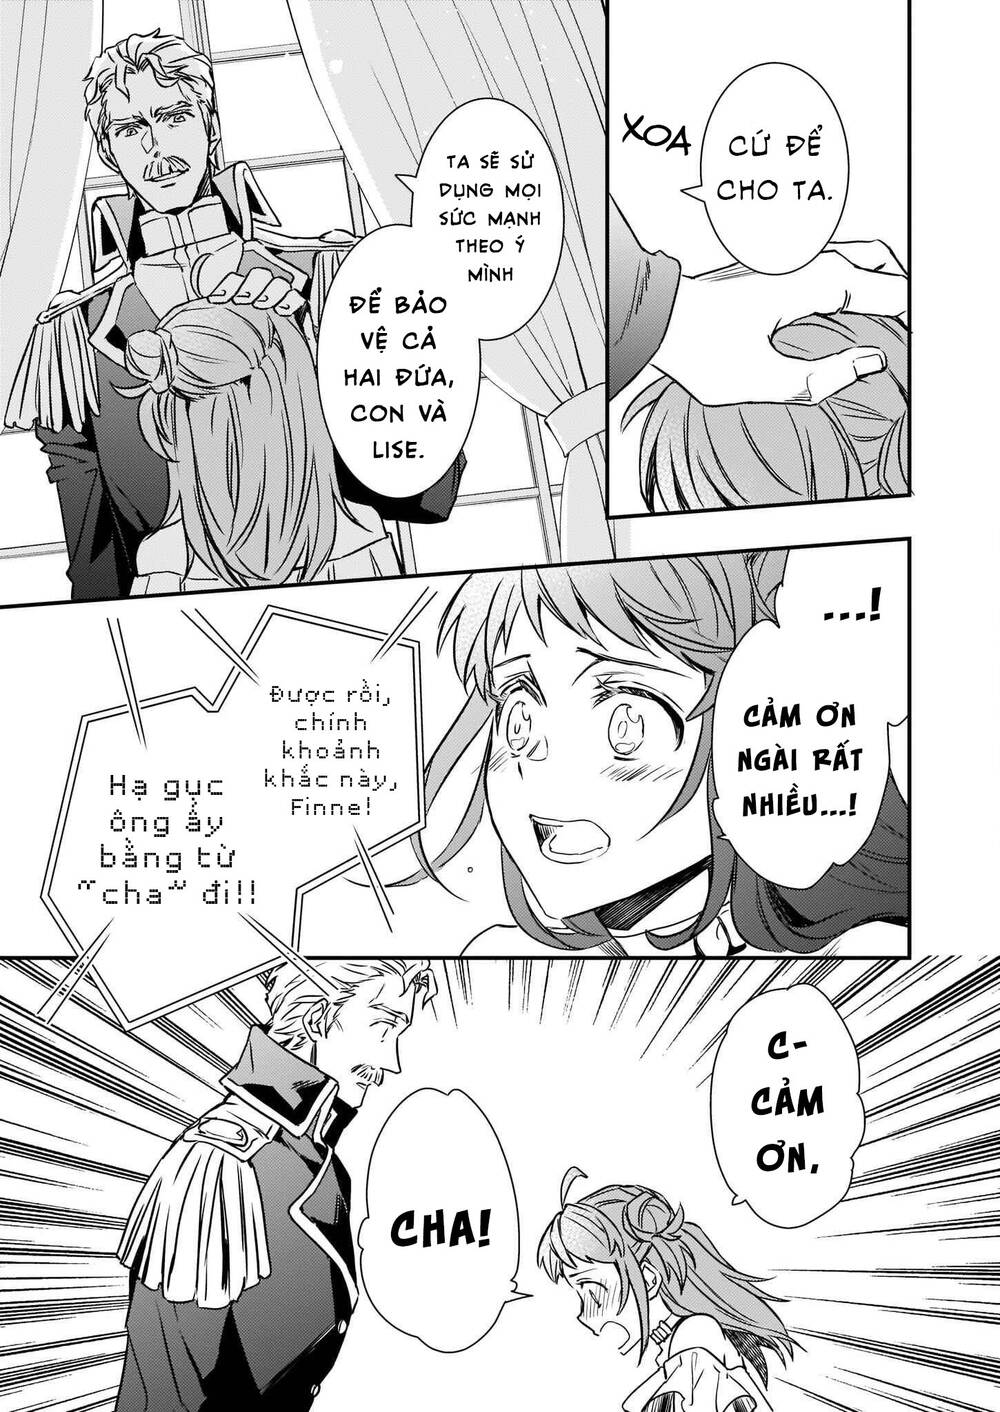 CỨ ĐỂ
CHO TA.
XOA
TA SẼ SỬ
DỤNG MỌI
SỨC MẠNH
THEO Ý
MÌNH
ĐỂ BẢO
VỆ CẢ
HAI ĐỨA,
CON VÀ
LISE.
...!
CẢM ƠN
NGÀI RẤT
NHIỀU...!
Được rồi,
chính
khoảnh
khắc này,
Finne!
Hạ gục
ông ấy
bằng từ
"cha" đi!!
C-
CẢM
ƠN,
CHA!